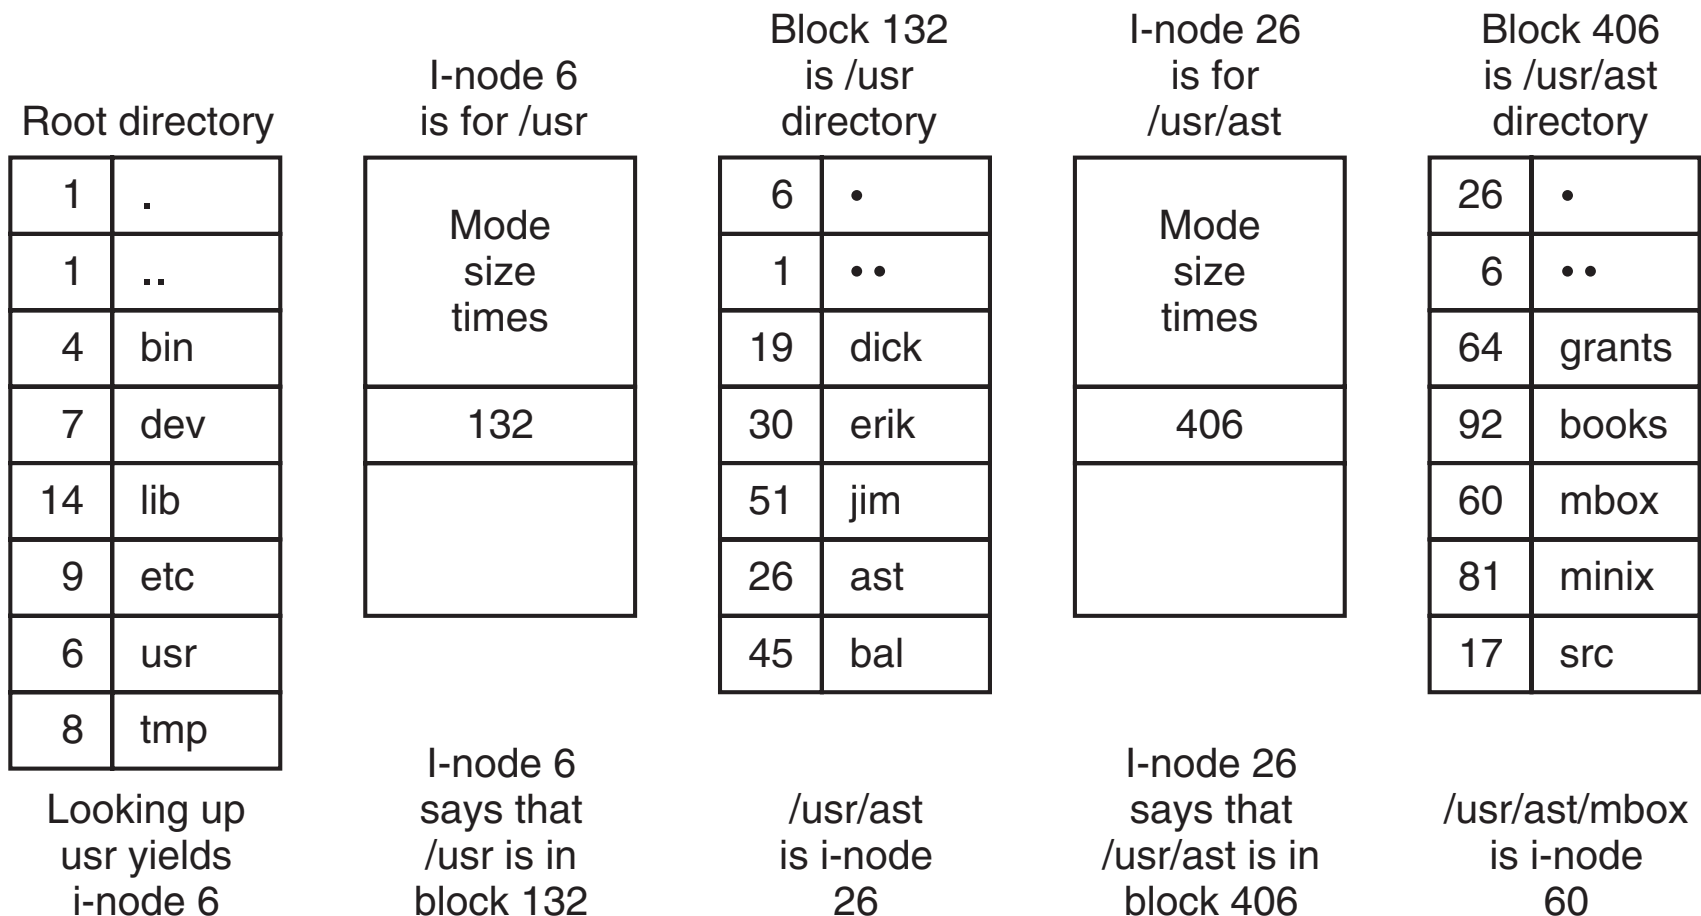 Root directory
1 .
1 ..
4 bin
7 dev
14 lib
9 etc
6 usr
8 tmp
Looking up
usr yields
i-node 6
I-node 6
is for /usr
Mode
size
times
132
I-node 6
says that
/usr is in
block 132
Block 132
is /usr
directory
6 •
1 ••
19 dick
30 erik
51 jim
26 ast
45 bal
/usr/ast
is i-node
26
I-node 26
is for
/usr/ast
Mode
size
times
406
I-node 26
says that
/usr/ast is in
block 406
Block 406
is /usr/ast
directory
26 •
6 ••
64 grants
92 books
60 mbox
81 minix
17 src
/usr/ast/mbox
is i-node
60